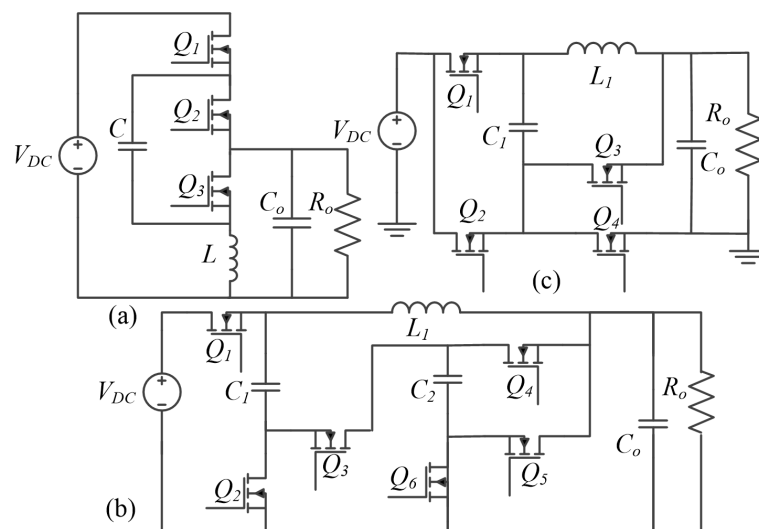 Q1
Q2
Q3
C
VDC
+
−
Co
Ro
L
(a)
Q1
L1
VDC
+
−
C1
Q3
Ro
Co
Q2
Q4
(c)
Q1
L1
VDC
+
−
C1
C2
Q4
Ro
Q3
Q5
Co
Q2
Q6
(b)